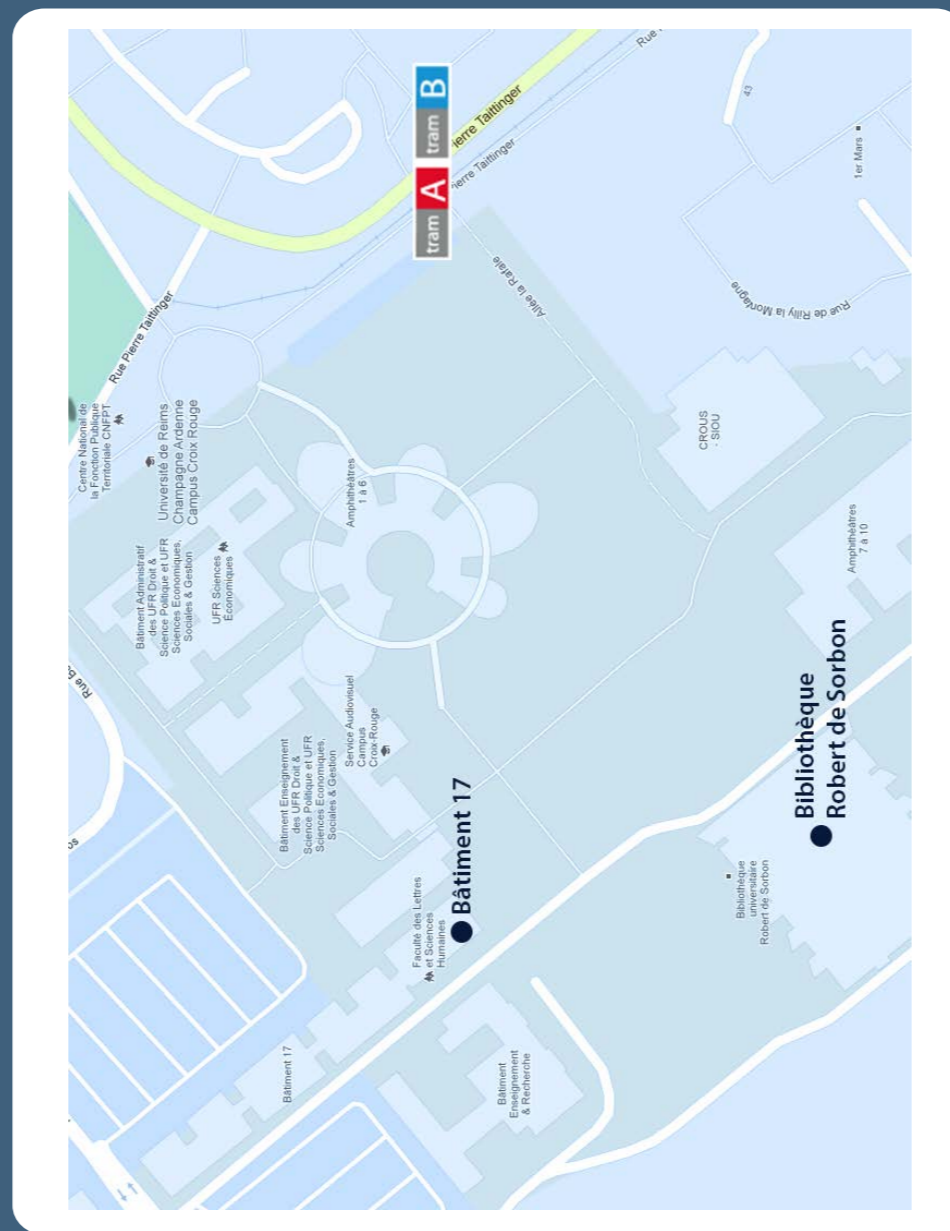 Centre National de
la Fonction Publique
Territoriale CNFPT
Rue Pierre Taittinger
Université de Reims
Champagne Ardenne
Campus Croix Rouge
Bâtiment Administratif
des UFR Droit &
Science Politique et UFR
Sciences Economiques,
Sociales & Gestion
UFR Sciences
Économiques
Bâtiment Enseignement
des UFR Droit &
Science Politique et UFR
Sciences Economiques,
Sociales & Gestion
Bâtiment 17
Service Audiovisuel
Campus
Croix-Rouge
Amphithéâtres
1 à 6
Faculté des Lettres
et Sciences
Humaines
Bâtiment 17
tram A tram B
ierre Taittinger
ierre Taittinger
Bâtiment
Enseignement
& Recherche
Allée la Rafale
CROUS
- SIOU
Rue de Rilly la Montagne
43
Bibliothèque
universitaire
Robert de Sorbon
Bibliothèque
Robert de Sorbon
Amphithéâtres
7 à 10
1er Mars